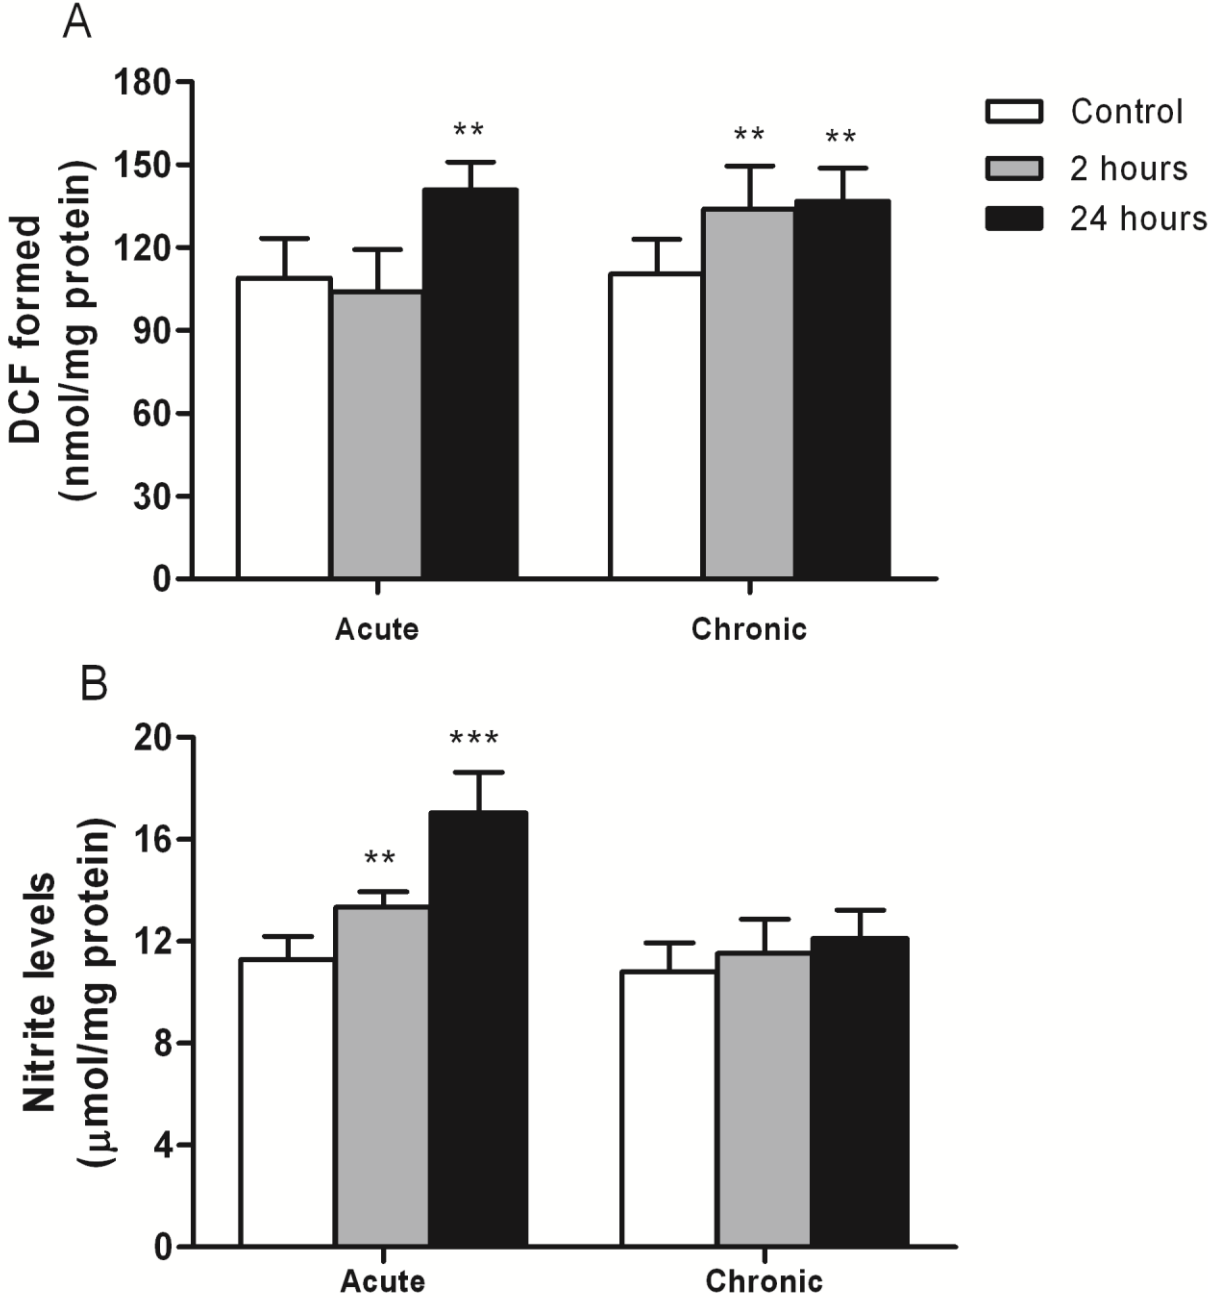 A
180
150
120
90
60
30
0
DCF formed
(nmol/mg protein)
**
**
**
Acute
Chronic
Control
2 hours
24 hours
B
20
16
12
8
4
0
Nitrite levels
(μmol/mg protein)
**
***
Acute
Chronic